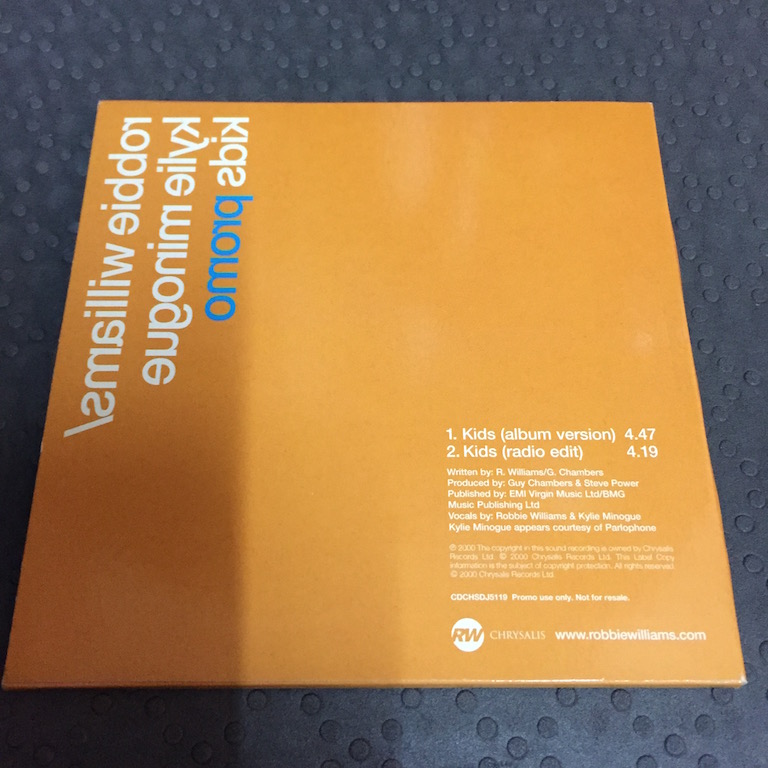 robbie williams/
kylie minogue
kids promo
1. Kids (album version) 4.47
2. Kids (radio edit) 4.19
Written by: R. Williams/G. Chambers
Produced by: Guy Chambers & Steve Power
Published by: EMI Virgin Music Ltd/BMG
Music Publishing Ltd
Vocals by: Robbie Williams & Kylie Minogue
Kylie Minogue appears courtesy of Parlophone
℗ 2000 The copyright in this sound recording is owned by Chrysalis
Records Ltd. © 2000 Chrysalis Records Ltd. This Label Copy
information is the subject of copyright protection. All rights reserved.
© 2000 Chrysalis Records Ltd.
CDCHSDJ5119 Promo use only. Not for resale.
RW CHRYSALIS www.robbiewilliams.com